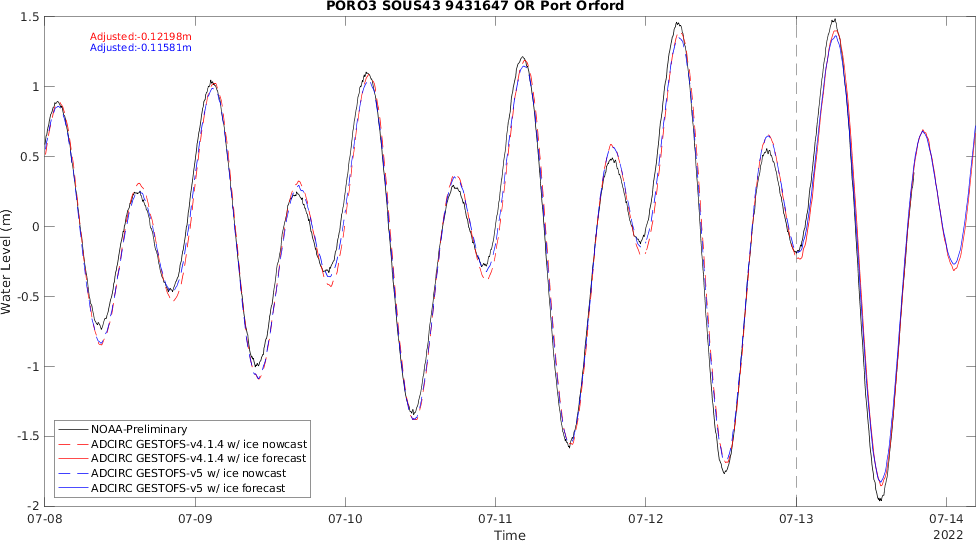 PORO3 SOUS43 9431647 OR Port Orford
Adjusted:-0.12198m
Adjusted:-0.11581m
1.5
1
0.5
0
-0.5
-1
-1.5
-2
Water Level (m)
NOAA-Preliminary
ADCIRC GESTOFS-v4.1.4 w/ ice nowcast
ADCIRC GESTOFS-v4.1.4 w/ ice forecast
ADCIRC GESTOFS-v5 w/ ice nowcast
ADCIRC GESTOFS-v5 w/ ice forecast
07-08 07-09 07-10 07-11 07-12 07-13 07-14
Time
2022